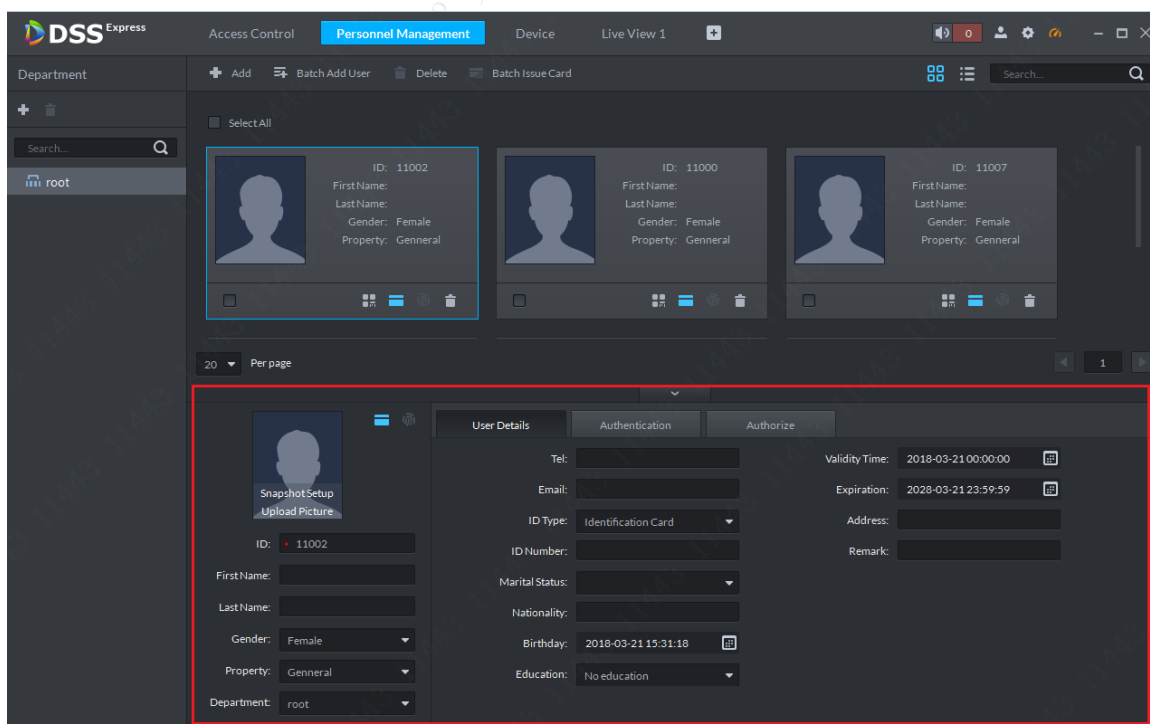 DSS Express
Access Control Personnel Management Device Live View 1
0
Department
Add Batch Add User Delete Batch Issue Card
Search...
Select All
Search...
root
ID: 11002
First Name:
Last Name:
Gender: Female
Property: Genneral
ID: 11000
First Name:
Last Name:
Gender: Female
Property: Genneral
ID: 11007
First Name:
Last Name:
Gender: Female
Property: Genneral
20 Per page
1
Snapshot Setup
Upload Picture
ID: • 11002
First Name:
Last Name:
Gender: Female
Property: Genneral
Department: root
User Details Authentication Authorize
Tel:
Email:
ID Type: Identification Card
ID Number:
Marital Status:
Nationality:
Birthday: 2018-03-21 15:31:18
Education: No education
Validity Time: 2018-03-21 00:00:00
Expiration: 2028-03-21 23:59:59
Address:
Remark: